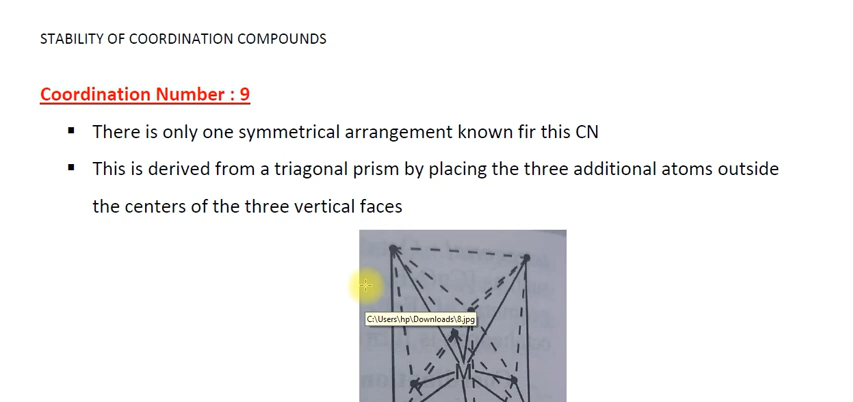 STABILITY OF COORDINATION COMPOUNDS
Coordination Number : 9
▪ There is only one symmetrical arrangement known fir this CN
▪ This is derived from a triagonal prism by placing the three additional atoms outside
the centers of the three vertical faces
C:\Users\hp\Downloads\8.jpg
M